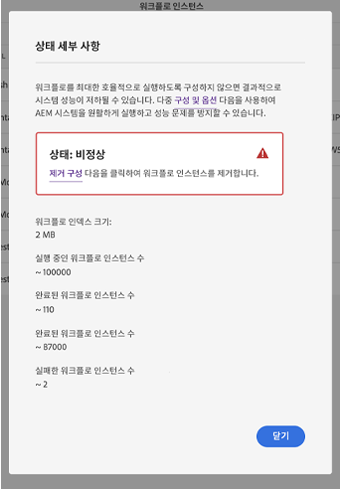 워크플로 인스턴스
상태 세부 사항
워크플로를 최대한 효율적으로 실행하도록 구성하지 않으면 결과적으로
시스템 성능이 저하될 수 있습니다. 다중 구성 및 옵션 다음을 사용하여
AEM 시스템을 원활하게 실행하고 성능 문제를 방지할 수 있습니다.
상태: 비정상
제거 구성 다음을 클릭하여 워크플로 인스턴스를 제거합니다.
워크플로 인덱스 크기:
2 MB
실행 중인 워크플로 인스턴스 수
~ 100000
완료된 워크플로 인스턴스 수
~ 110
완료된 워크플로 인스턴스 수
~ 87000
실패한 워크플로 인스턴스 수
~ 2
닫기